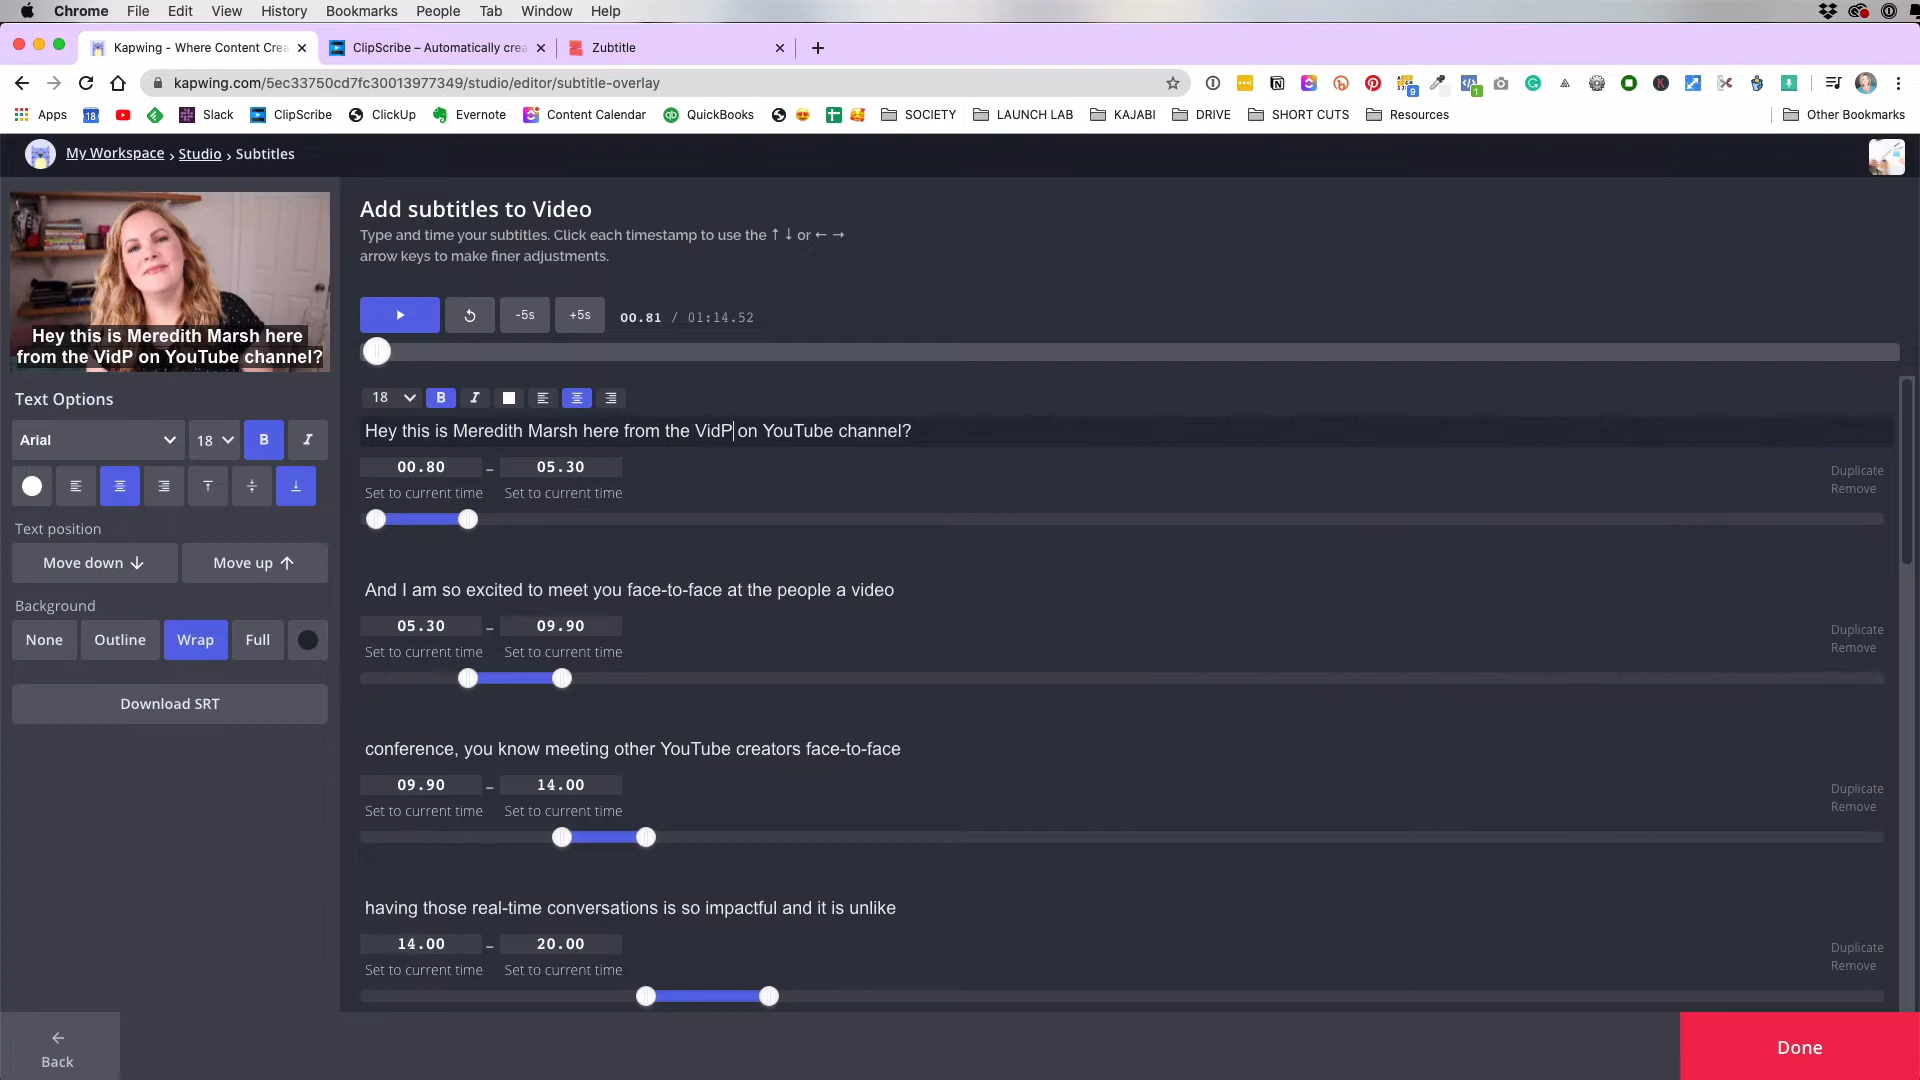 Chrome File Edit View History Bookmarks People Tab Window Help
Kapwing - Where Content Crea
ClipScribe – Automatically crea
Zubtitle
kapwing.com/5ec33750cd7fc30013977349/studio/editor/subtitle-overlay
9
1
Apps
18
Slack
ClipScribe
ClickUp
Evernote
Content Calendar
QuickBooks
SOCIETY
LAUNCH LAB
KAJABI
DRIVE
SHORT CUTS
Resources
Other Bookmarks
My Workspace › Studio › Subtitles
Hey this is Meredith Marsh here
from the VidP on YouTube channel?
Text Options
Arial
18
B
I
Text position
Move down ↓
Move up ↑
Background
None
Outline
Wrap
Full
Download SRT
Add subtitles to Video
Type and time your subtitles. Click each timestamp to use the ↑ ↓ or ← →
arrow keys to make finer adjustments.
-5s
+5s
00.81 / 01:14.52
18
B
I
Hey this is Meredith Marsh here from the VidP on YouTube channel?
00.80 – 05.30
Set to current time
Set to current time
Duplicate
Remove
And I am so excited to meet you face-to-face at the people a video
05.30 – 09.90
Set to current time
Set to current time
Duplicate
Remove
conference, you know meeting other YouTube creators face-to-face
09.90 – 14.00
Set to current time
Set to current time
Duplicate
Remove
having those real-time conversations is so impactful and it is unlike
14.00 – 20.00
Set to current time
Set to current time
Duplicate
Remove
Back
Done